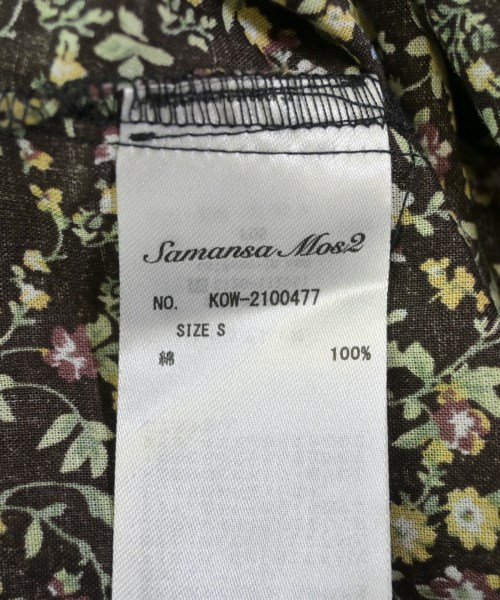 Samansa Mos2
NO. KOW-2100477
SIZE S
綿 100%